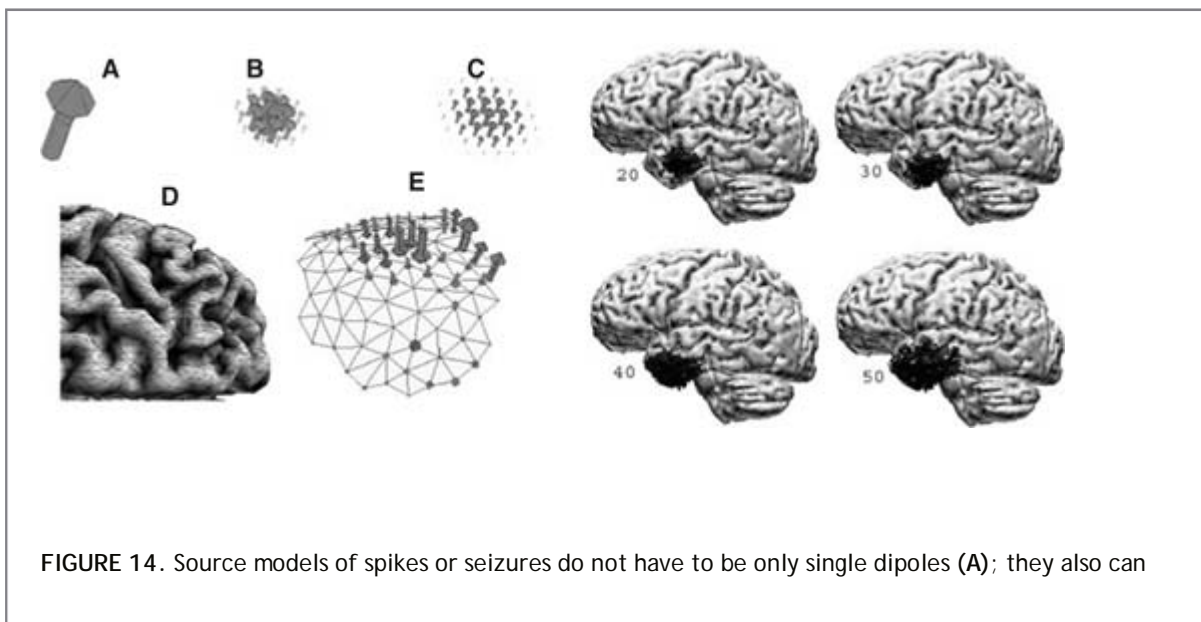 A
B
C
D
E
20
30
40
50
FIGURE 14. Source models of spikes or seizures do not have to be only single dipoles (A); they also can